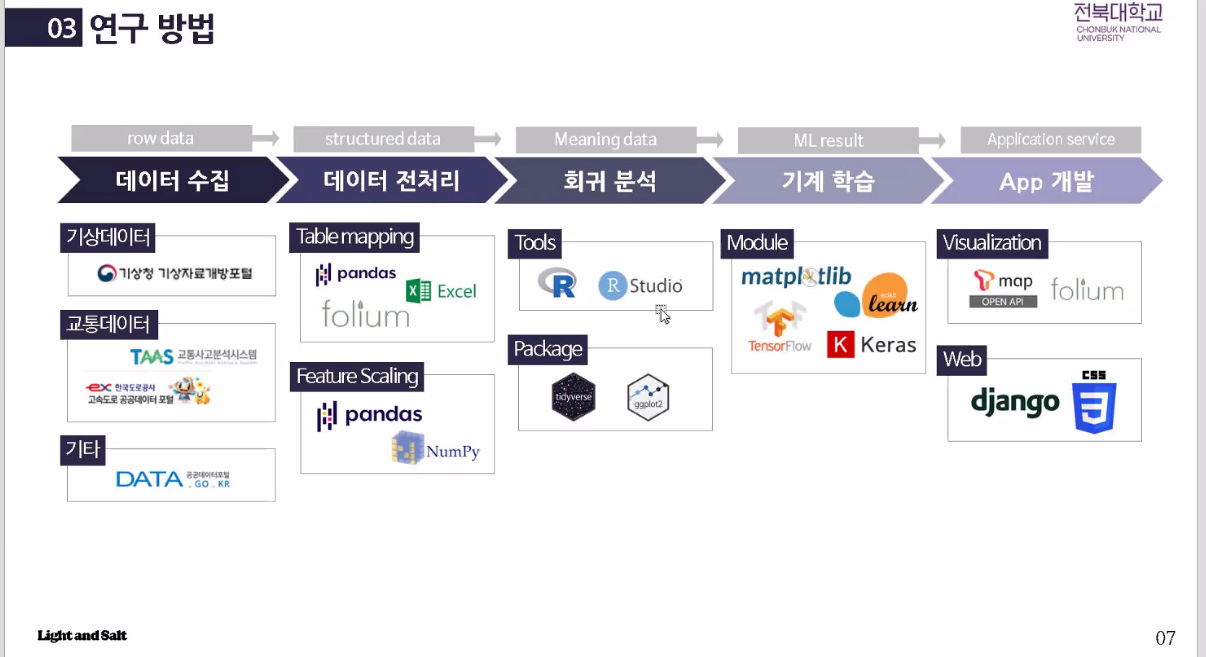 03 연구 방법
전북대학교
CHONBUK NATIONAL
UNIVERSITY
row data
structured data
Meaning data
ML result
Application service
데이터 수집
데이터 전처리
회귀 분석
기계 학습
App 개발
기상데이터
기상청 기상자료개방포털
교통데이터
TAAS 교통사고분석시스템
ex 한국도로공사
고속도로 공공데이터 포털
기타
DATA 공공데이터포털
.GO.KR
Table mapping
pandas
Excel
folium
Feature Scaling
pandas
NumPy
Tools
R
R Studio
Package
tidyverse
ggplot2
Module
matplotlib
scikit
learn
TensorFlow
K Keras
Visualization
T map
OPEN API
folium
Web
django
CSS
3
Light and Salt
07